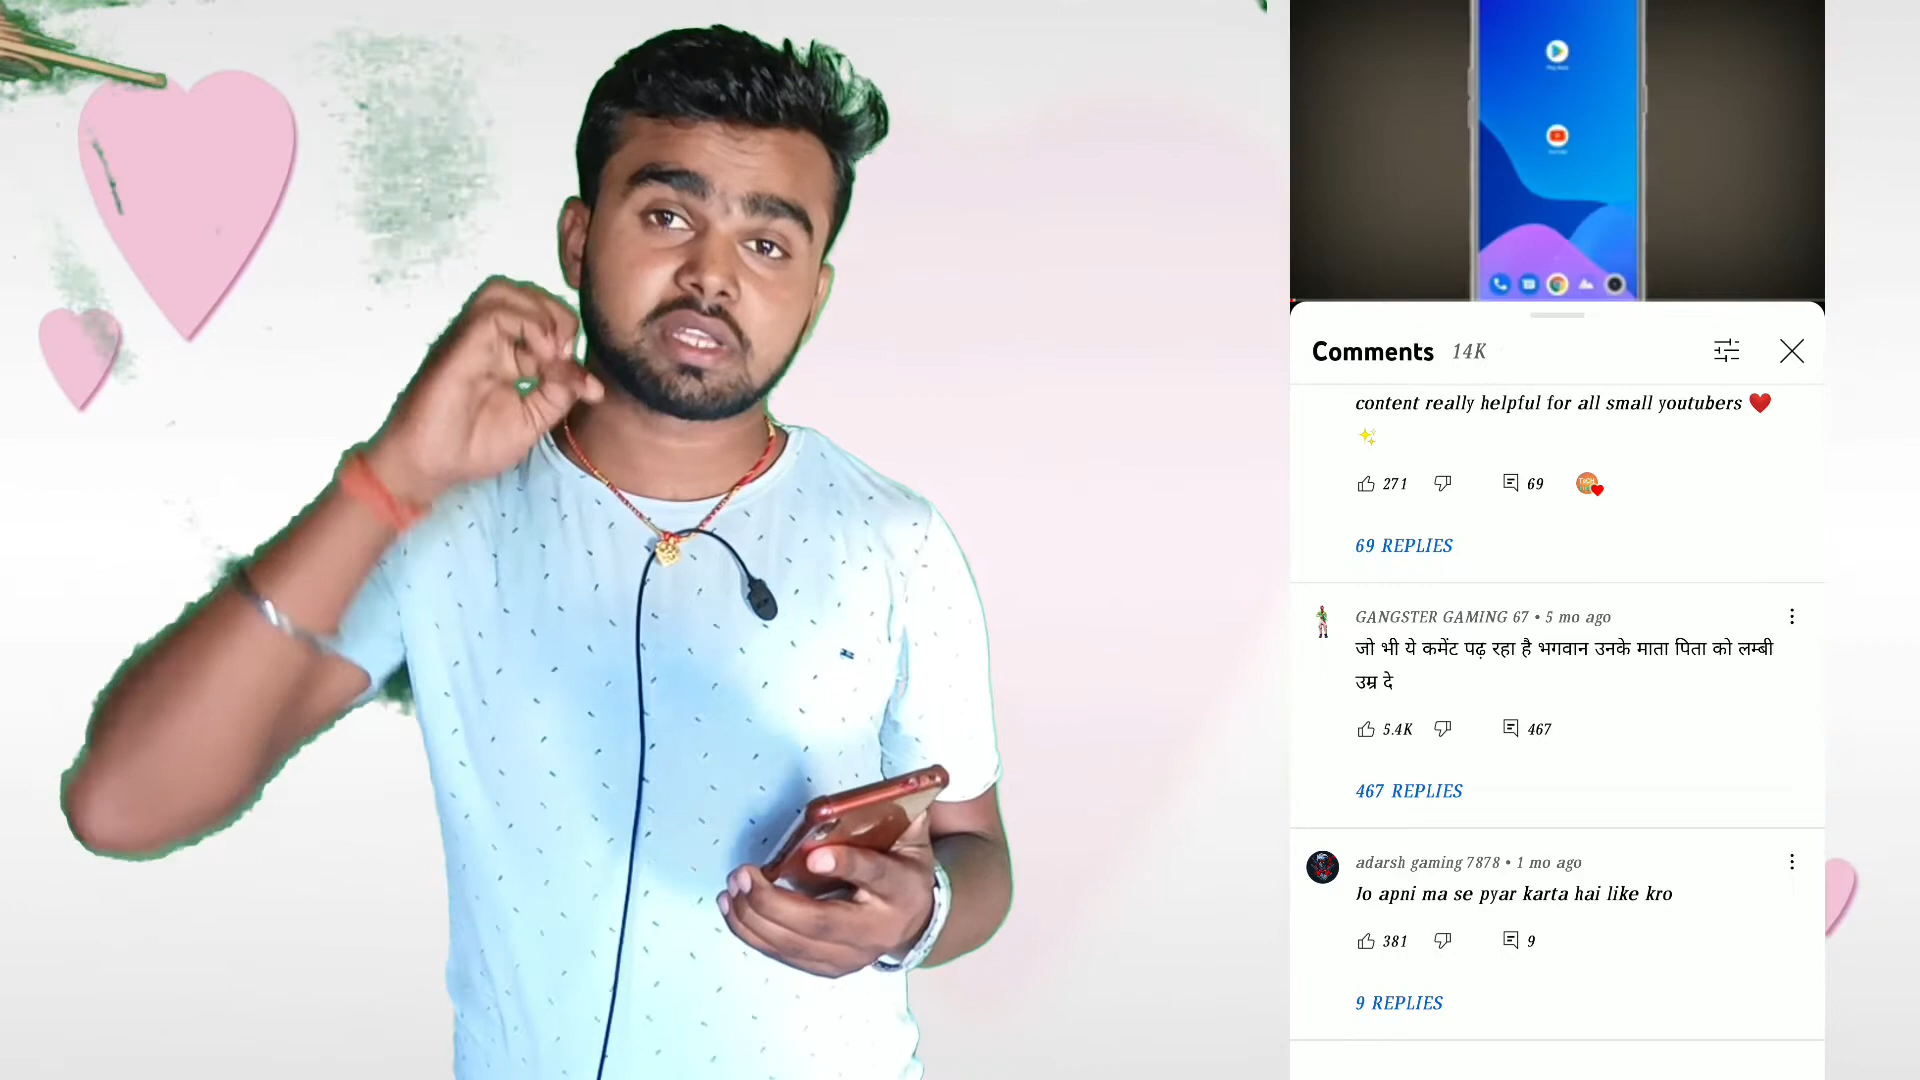 Comments 14K
content really helpful for all small youtubers ❤️
✨
271 69
69 REPLIES
GANGSTER GAMING 67 • 5 mo ago
जो भी ये कमेंट पढ़ रहा है भगवान उनके माता पिता को लम्बी
उम्र दे
5.4K 467
467 REPLIES
adarsh gaming 7878 • 1 mo ago
Jo apni ma se pyar karta hai like kro
381 9
9 REPLIES